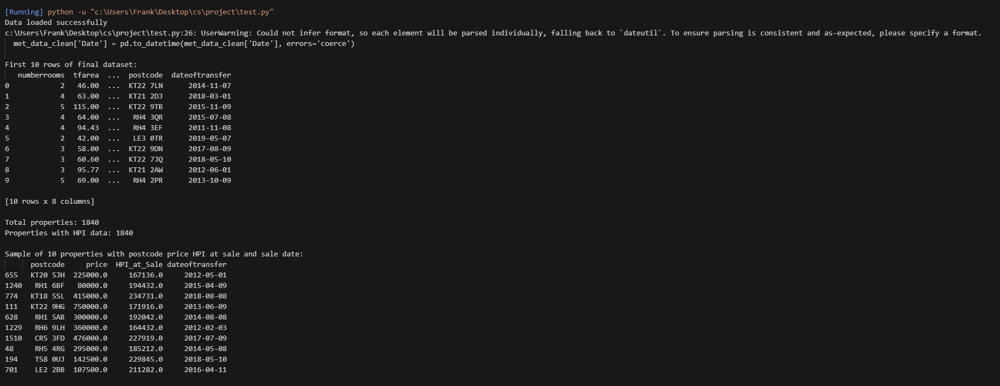 [Running] python -u "c:\Users\Frank\Desktop\cs\project\test.py"
Data loaded successfully
c:\Users\Frank\Desktop\cs\project\test.py:26: UserWarning: Could not infer format, so each element will be parsed individually, falling back to `dateutil`. To ensure parsing is consistent and as-expected, please specify a format.
  met_data_clean['Date'] = pd.to_datetime(met_data_clean['Date'], errors='coerce')

First 10 rows of final dataset:
   numberrooms  tfarea  ...  postcode  dateoftransfer
0            2   46.00  ...  KT22 7LN      2014-11-07
1            4   63.00  ...  KT21 2DJ      2018-03-01
2            5  115.00  ...  KT22 9TB      2015-11-09
3            4   64.00  ...   RH4 3QR      2015-07-08
4            4   94.43  ...   RH4 3EF      2011-11-08
5            2   42.00  ...   LE3 0TR      2019-05-07
6            3   58.00  ...  KT22 9DN      2017-08-09
7            3   60.60  ...  KT22 7JQ      2018-05-10
8            3   95.77  ...  KT21 2AW      2012-06-01
9            5   69.00  ...   RH4 2PR      2013-10-09

[10 rows x 8 columns]

Total properties: 1840
Properties with HPI data: 1840

Sample of 10 properties with postcode price HPI at sale and sale date:
      postcode     price  HPI_at_Sale dateoftransfer
655   KT20 5JH  225000.0     167136.0     2012-05-01
1240   RH1 6BF   80000.0     194432.0     2015-04-09
774   KT18 5SL  415000.0     234731.0     2018-08-08
111   KT22 9HG  750000.0     171916.0     2013-06-09
628    RH1 5AB  300000.0     192042.0     2014-08-08
1229   RH6 9LH  360000.0     164432.0     2012-02-03
1510   CR5 3FD  476000.0     227919.0     2017-07-09
48     RH5 4RG  295000.0     185212.0     2014-05-08
194    TS8 0UJ  142500.0     229845.0     2018-05-10
701    LE2 2BB  107500.0     211282.0     2016-04-11